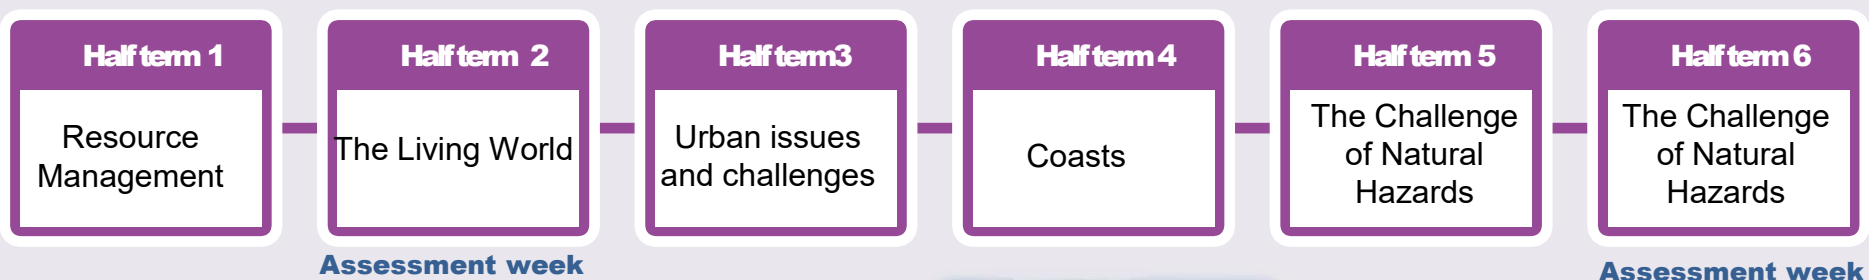 Half term 1
Resource
Management
Half term 2
The Living World
Assessment week
Half term3
Urban issues
and challenges
Half term 4
Coasts
Half term 5
The Challenge
of Natural
Hazards
Half term 6
The Challenge
of Natural
Hazards
Assessment week